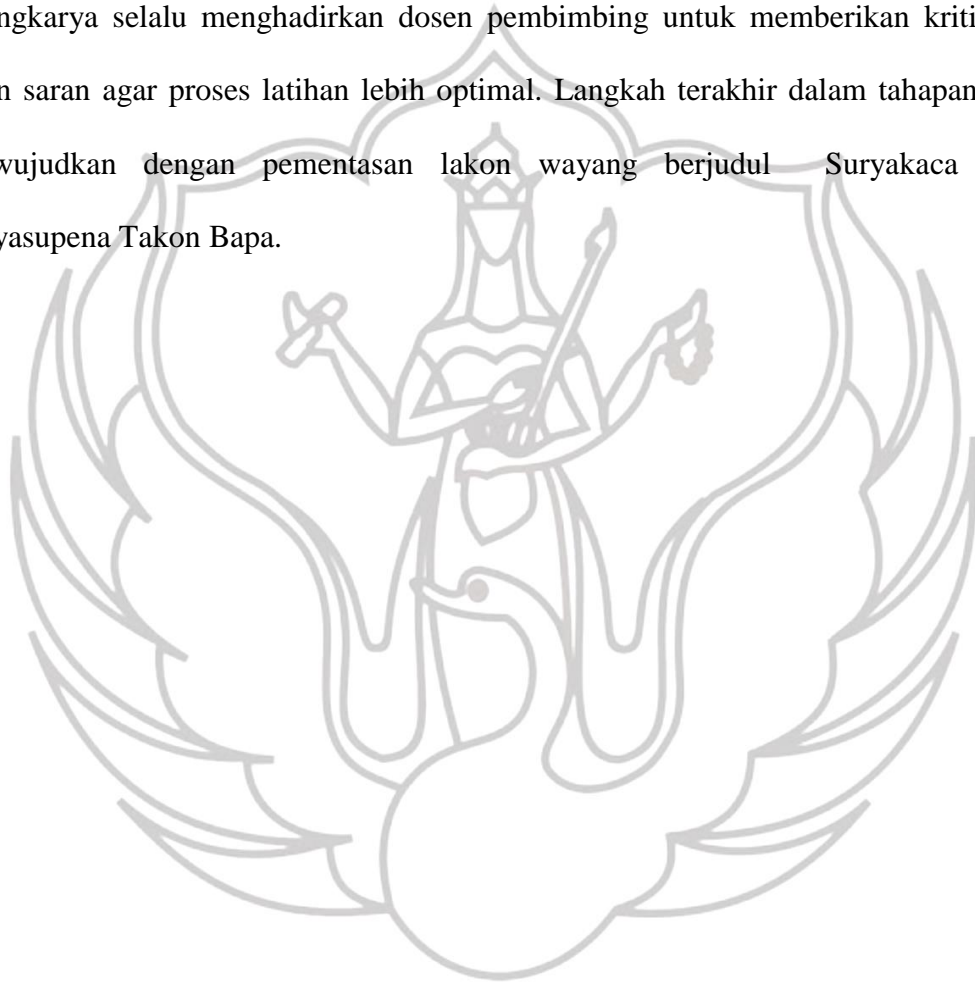 ngkarya selalu menghadirkan dosen pembimbing untuk memberikan kriti
n saran agar proses latihan lebih optimal. Langkah terakhir dalam tahapan
wujudkan dengan pementasan lakon wayang berjudul Suryakaca
yasupena Takon Bapa.